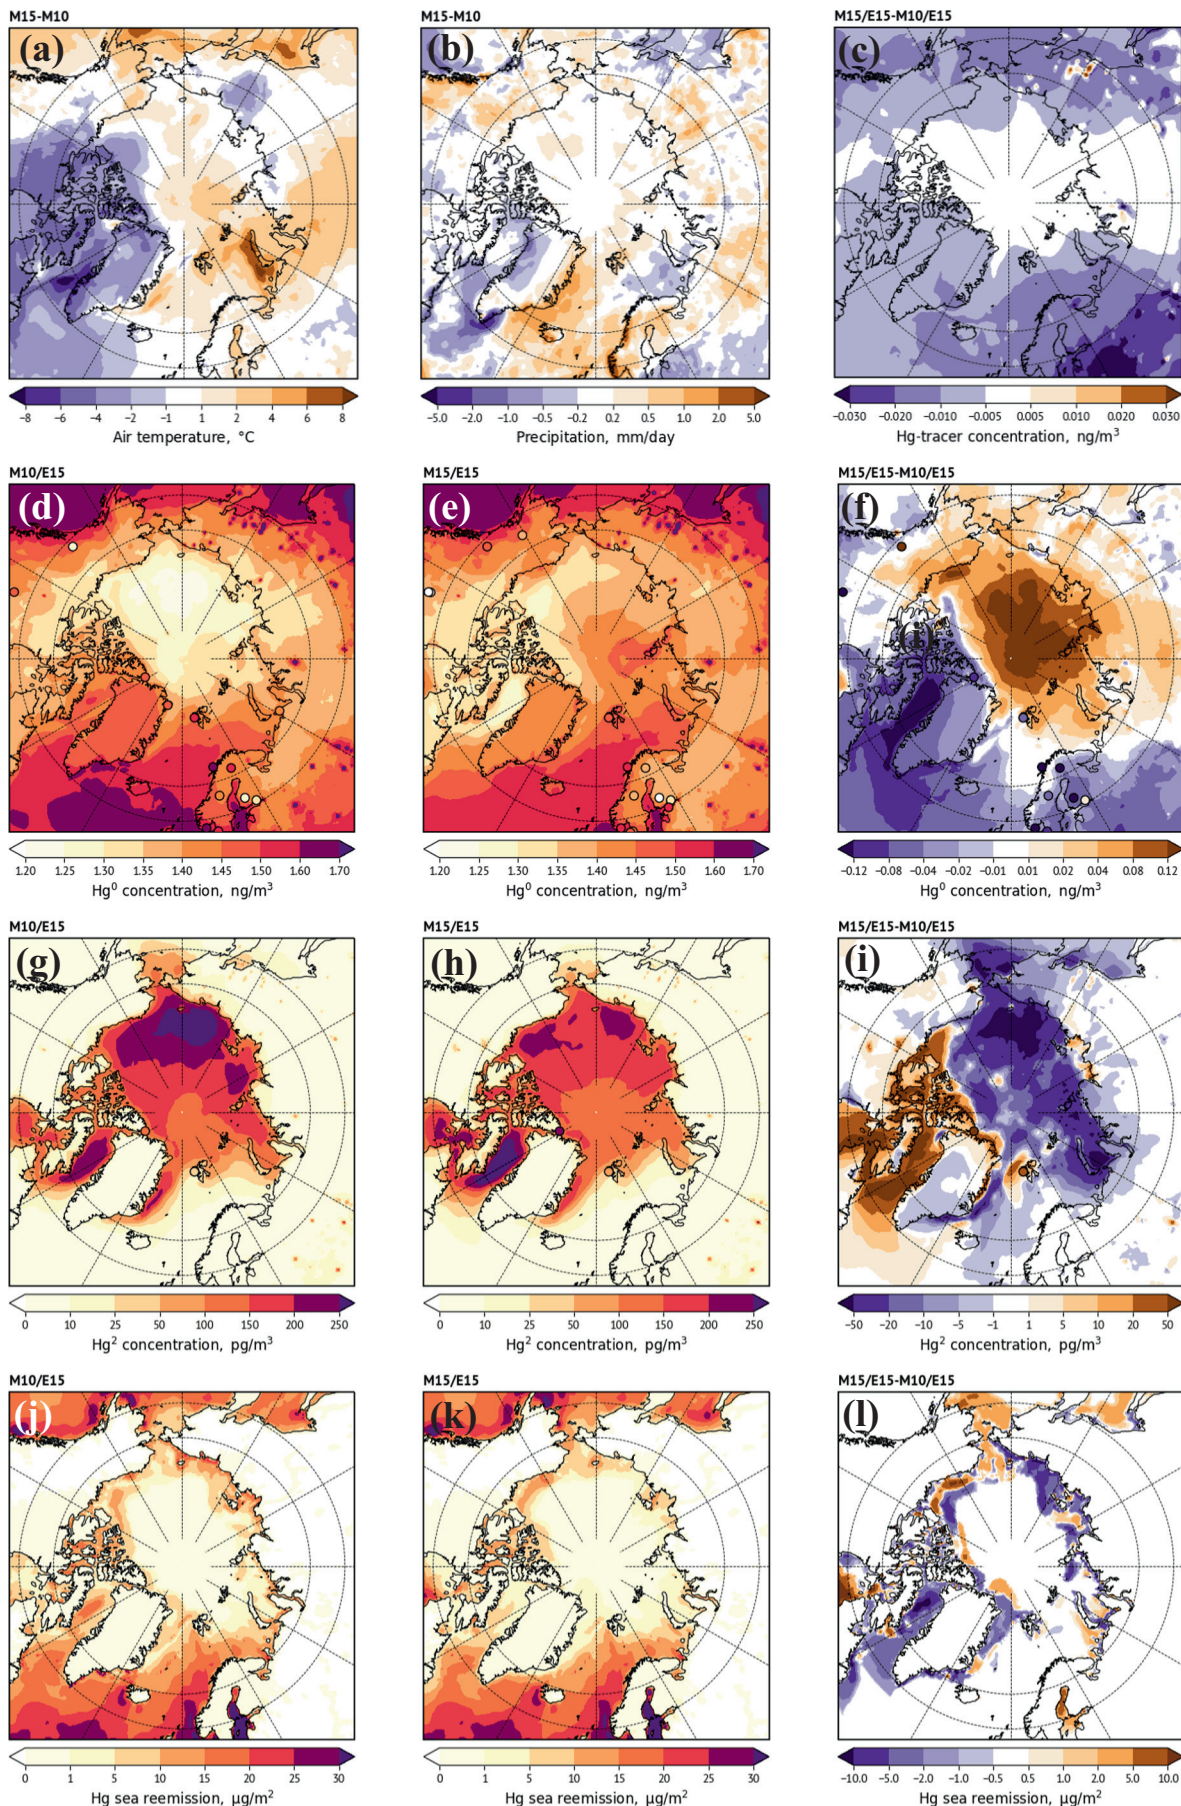 M15-M10 M15-M10 M15/E15-M10/E15
(a) (b) (c)
−8 −6 −4 −2 −1 1 2 4 6 8 −5.0 −2.0 −1.0 −0.5 −0.2 0.2 0.5 1.0 2.0 5.0 −0.030 −0.020 −0.010 −0.005 0.005 0.010 0.020 0.030
Air temperature, °C Precipitation, mm/day Hg-tracer concentration, ng/m³
M10/E15 M15/E15 M15/E15-M10/E15
(d) (e) (f)
(i)
1.20 1.25 1.30 1.35 1.40 1.45 1.50 1.60 1.70 1.20 1.25 1.30 1.35 1.40 1.45 1.50 1.60 1.70 −0.12 −0.08 −0.04 −0.02 −0.01 0.01 0.02 0.04 0.08 0.12
Hg⁰ concentration, ng/m³ Hg⁰ concentration, ng/m³ Hg⁰ concentration, ng/m³
M10/E15 M15/E15 M15/E15-M10/E15
(g) (h) (i)
0 10 25 50 100 150 200 250 0 10 25 50 100 150 200 250 −50 −20 −10 −5 −1 1 5 10 20 50
Hg² concentration, pg/m³ Hg² concentration, pg/m³ Hg² concentration, pg/m³
M10/E15 M15/E15 M15/E15-M10/E15
(j) (k) (l)
0 1 5 10 15 20 25 30 0 1 5 10 15 20 25 30 −10.0 −5.0 −2.0 −1.0 −0.5 0.5 1.0 2.0 5.0 10.0
Hg sea reemission, μg/m² Hg sea reemission, μg/m² Hg sea reemission, μg/m²